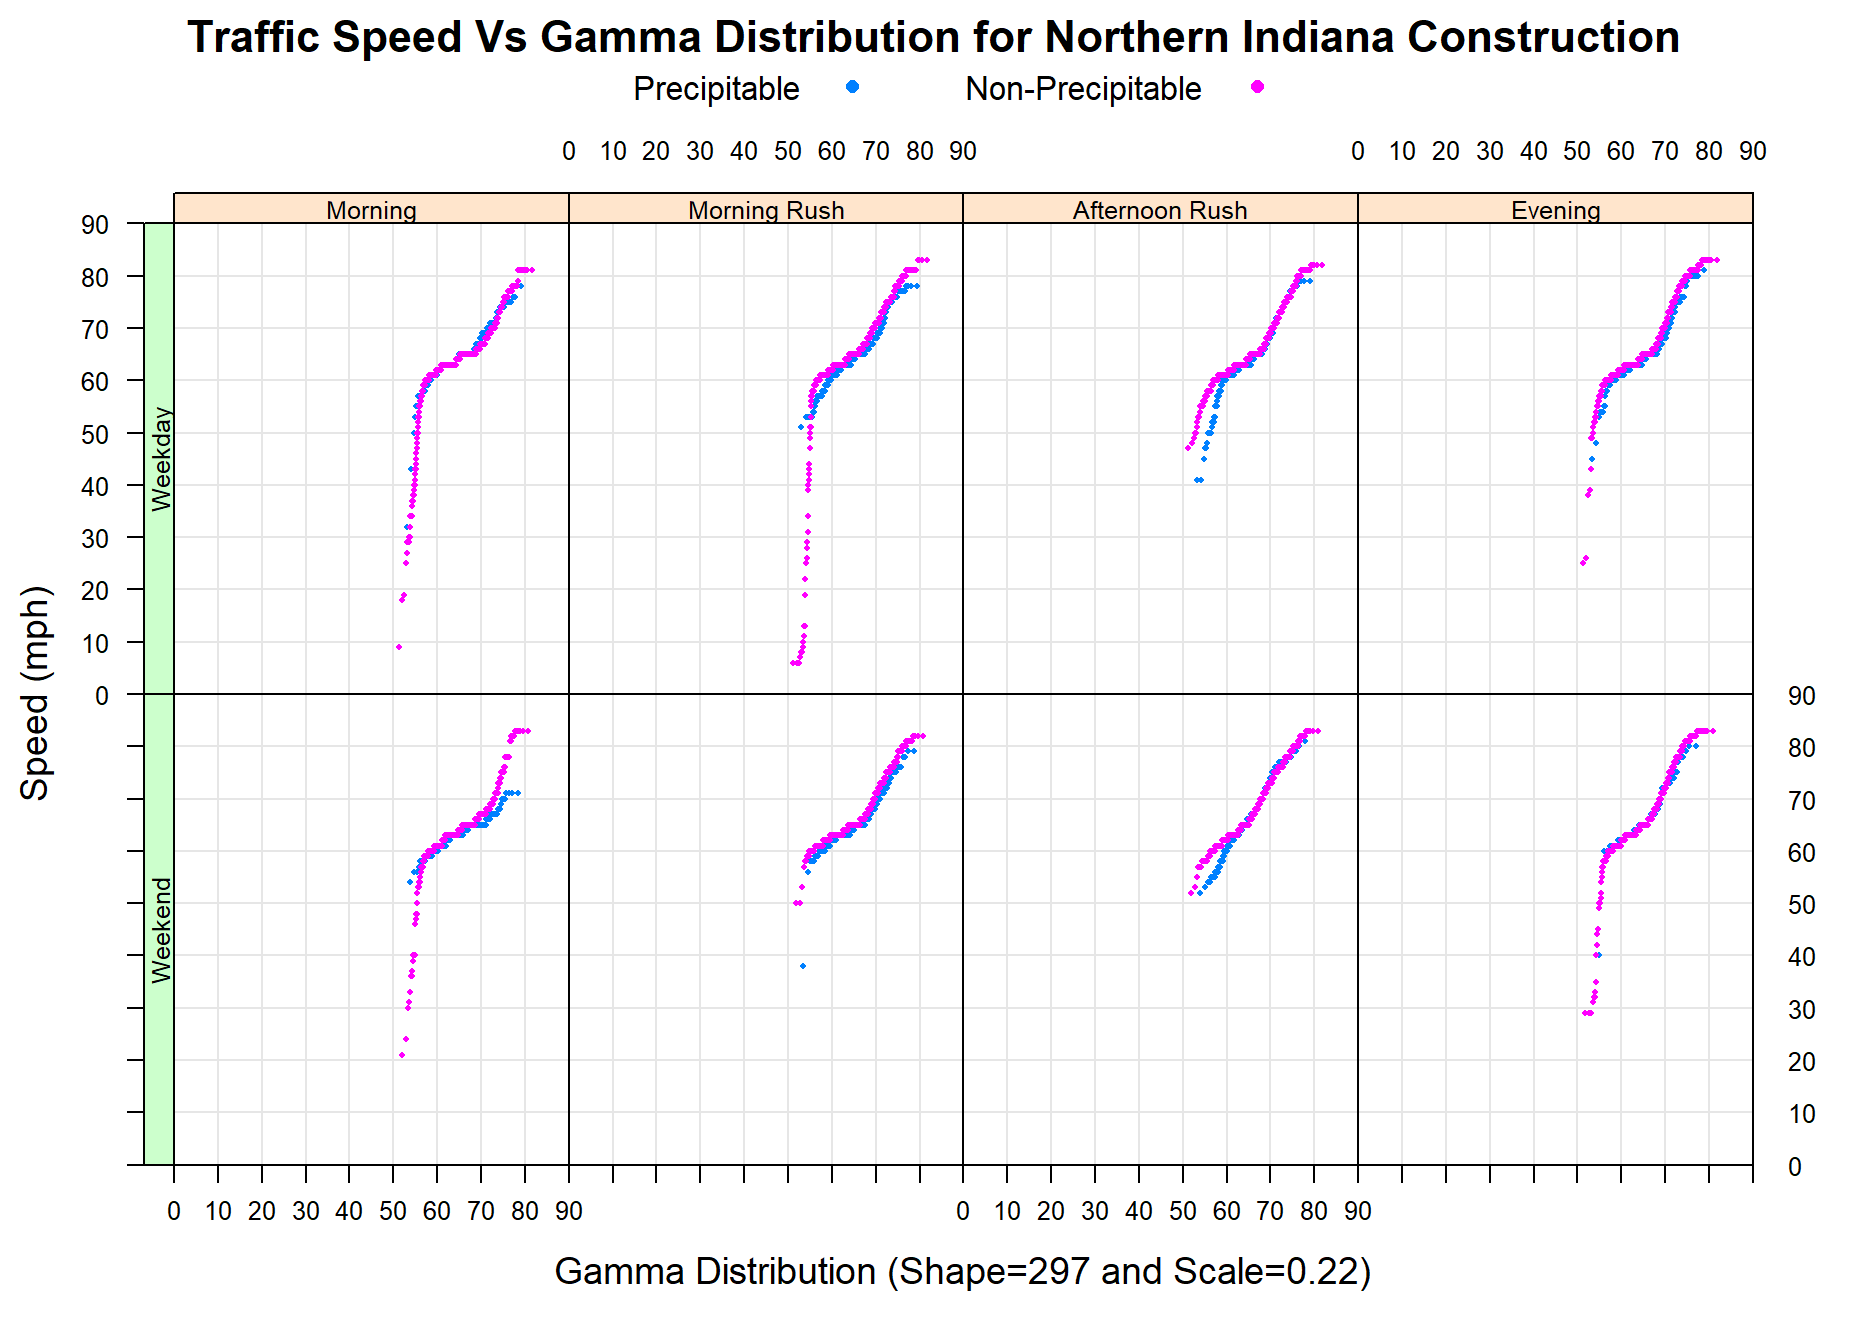 Traffic Speed Vs Gamma Distribution for Northern Indiana Construction
Precipitable Non-Precipitable
0 10 20 30 40 50 60 70 80 90 0 10 20 30 40 50 60 70 80 90
Morning Morning Rush Afternoon Rush Evening
90
80
70
60
50
40
30
20
10
0
Weekday
Speed (mph)
Weekend
90
80
70
60
50
40
30
20
10
0
0 10 20 30 40 50 60 70 80 90 0 10 20 30 40 50 60 70 80 90
Gamma Distribution (Shape=297 and Scale=0.22)